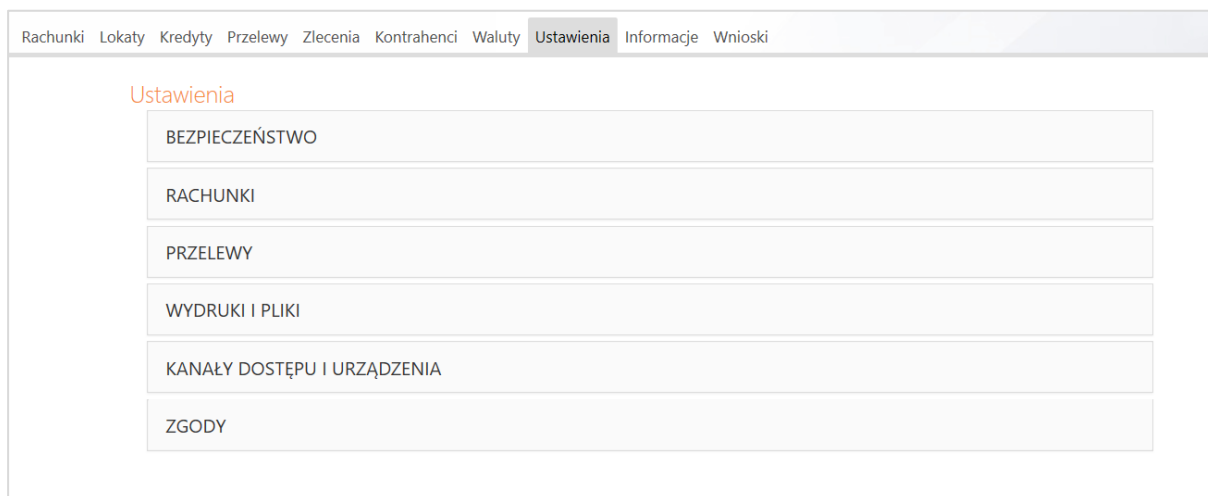 Rachunki Lokaty Kredyty Przelewy Zlecenia Kontrahenci Waluty Ustawienia Informacje Wnioski
Ustawienia
BEZPIECZEŃSTWO
RACHUNKI
PRZELEWY
WYDRUKI I PLIKI
KANAŁY DOSTĘPU I URZĄDZENIA
ZGODY